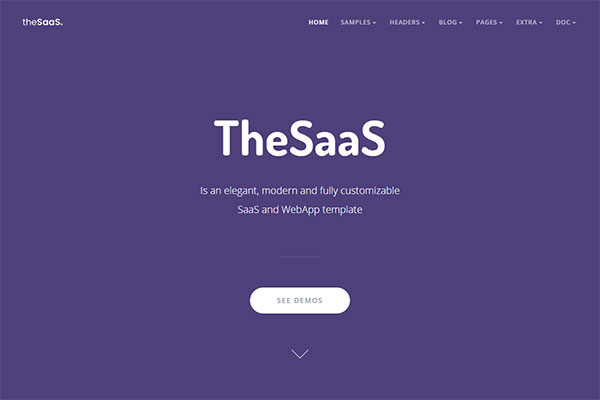 theSaaS.
HOME SAMPLES HEADERS BLOG PAGES EXTRA DOC
TheSaaS
Is an elegant, modern and fully customizable
SaaS and WebApp template
SEE DEMOS